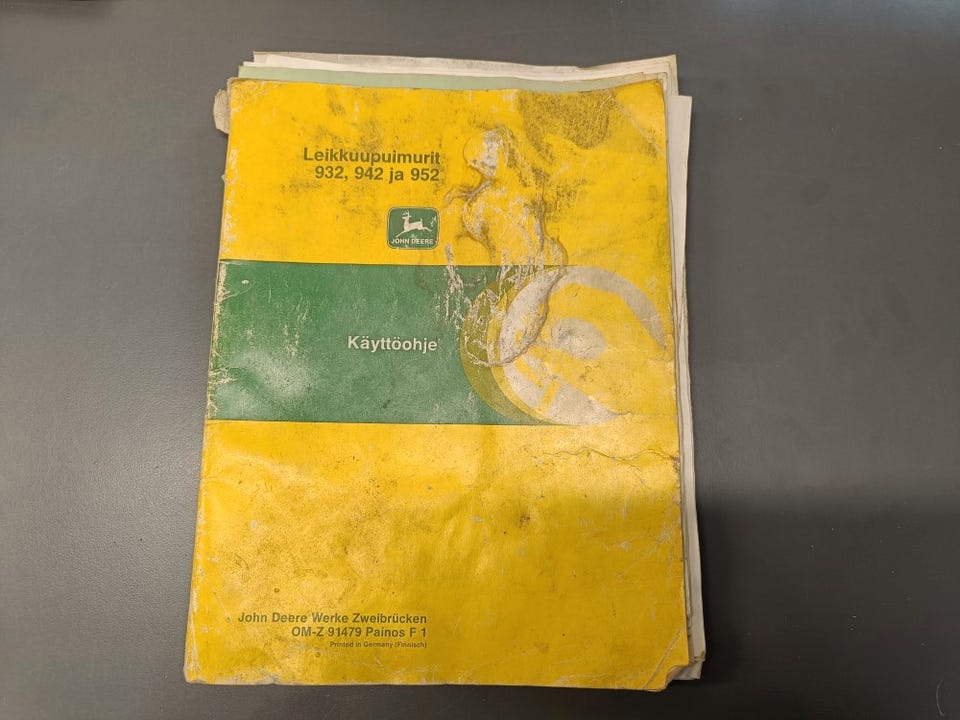 Leikkuupuimurit
932, 942 ja 952
JOHN DEERE
Käyttöohje
John Deere Werke Zweibrücken
OM-Z 91479 Painos F 1
Printed in Germany (Finnisch)